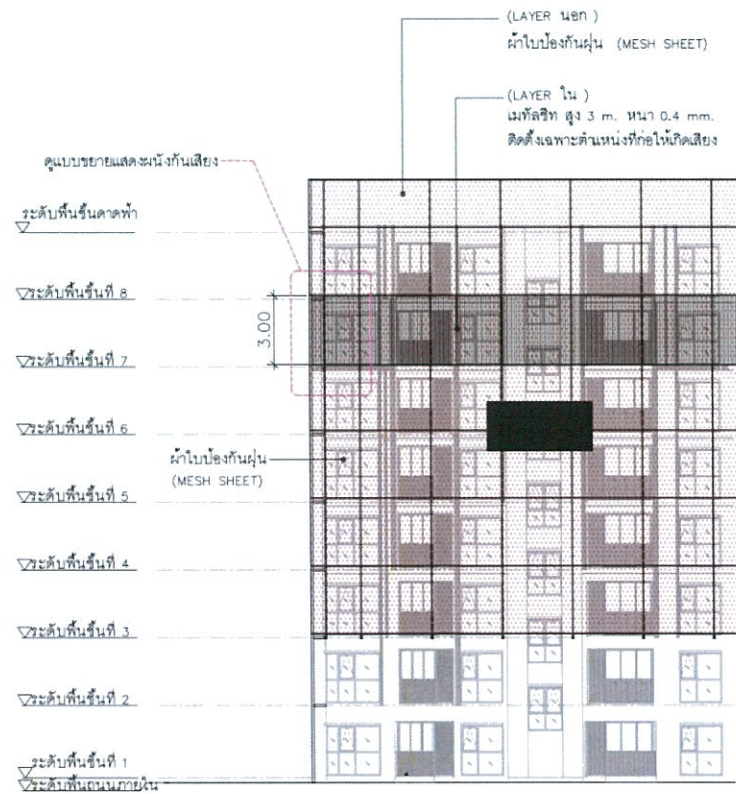 (LAYER นอก )
ผ้าใบป้องกันฝุ่น (MESH SHEET)
(LAYER ใน )
เมทัลชีท สูง 3 m. หนา 0.4 mm.
ติดตั้งเฉพาะตำแหน่งที่ก่อให้เกิดเสียง
ดูแบบขยายแสดงผนังกันเสียง
ระดับพื้นชั้นดาดฟ้า
ระดับพื้นชั้นที่ 8
3.00
ระดับพื้นชั้นที่ 7
ระดับพื้นชั้นที่ 6
ผ้าใบป้องกันฝุ่น
(MESH SHEET)
ระดับพื้นชั้นที่ 5
ระดับพื้นชั้นที่ 4
ระดับพื้นชั้นที่ 3
ระดับพื้นชั้นที่ 2
ระดับพื้นชั้นที่ 1
ระดับพื้นถนนภายใน